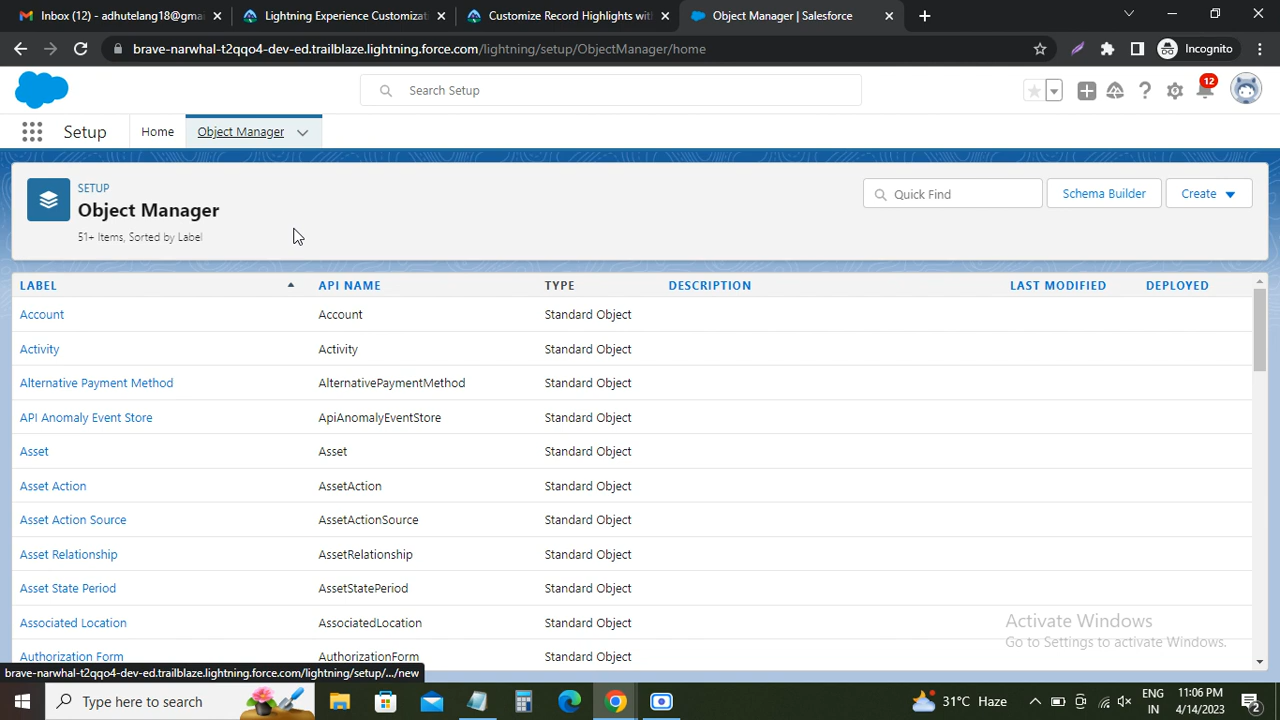 Inbox (12) - adhutelang18@gma
Lightning Experience Customizat
Customize Record Highlights wit
Object Manager | Salesforce
brave-narwhal-t2qqo4-dev-ed.trailblaze.lightning.force.com/lightning/setup/ObjectManager/home
Incognito
Search Setup
12
Setup
Home
Object Manager
SETUP
Object Manager
51+ Items, Sorted by Label
Quick Find
Schema Builder
Create
LABEL API NAME TYPE DESCRIPTION LAST MODIFIED DEPLOYED
Account Account Standard Object
Activity Activity Standard Object
Alternative Payment Method AlternativePaymentMethod Standard Object
API Anomaly Event Store ApiAnomalyEventStore Standard Object
Asset Asset Standard Object
Asset Action AssetAction Standard Object
Asset Action Source AssetActionSource Standard Object
Asset Relationship AssetRelationship Standard Object
Asset State Period AssetStatePeriod Standard Object
Associated Location AssociatedLocation Standard Object
Authorization Form AuthorizationForm Standard Object
Activate Windows
Go to Settings to activate Windows.
brave-narwhal-t2qqo4-dev-ed.trailblaze.lightning.force.com/lightning/setup/.../new
Type here to search
31°C Haze
ENG
IN
11:06 PM
4/14/2023
2